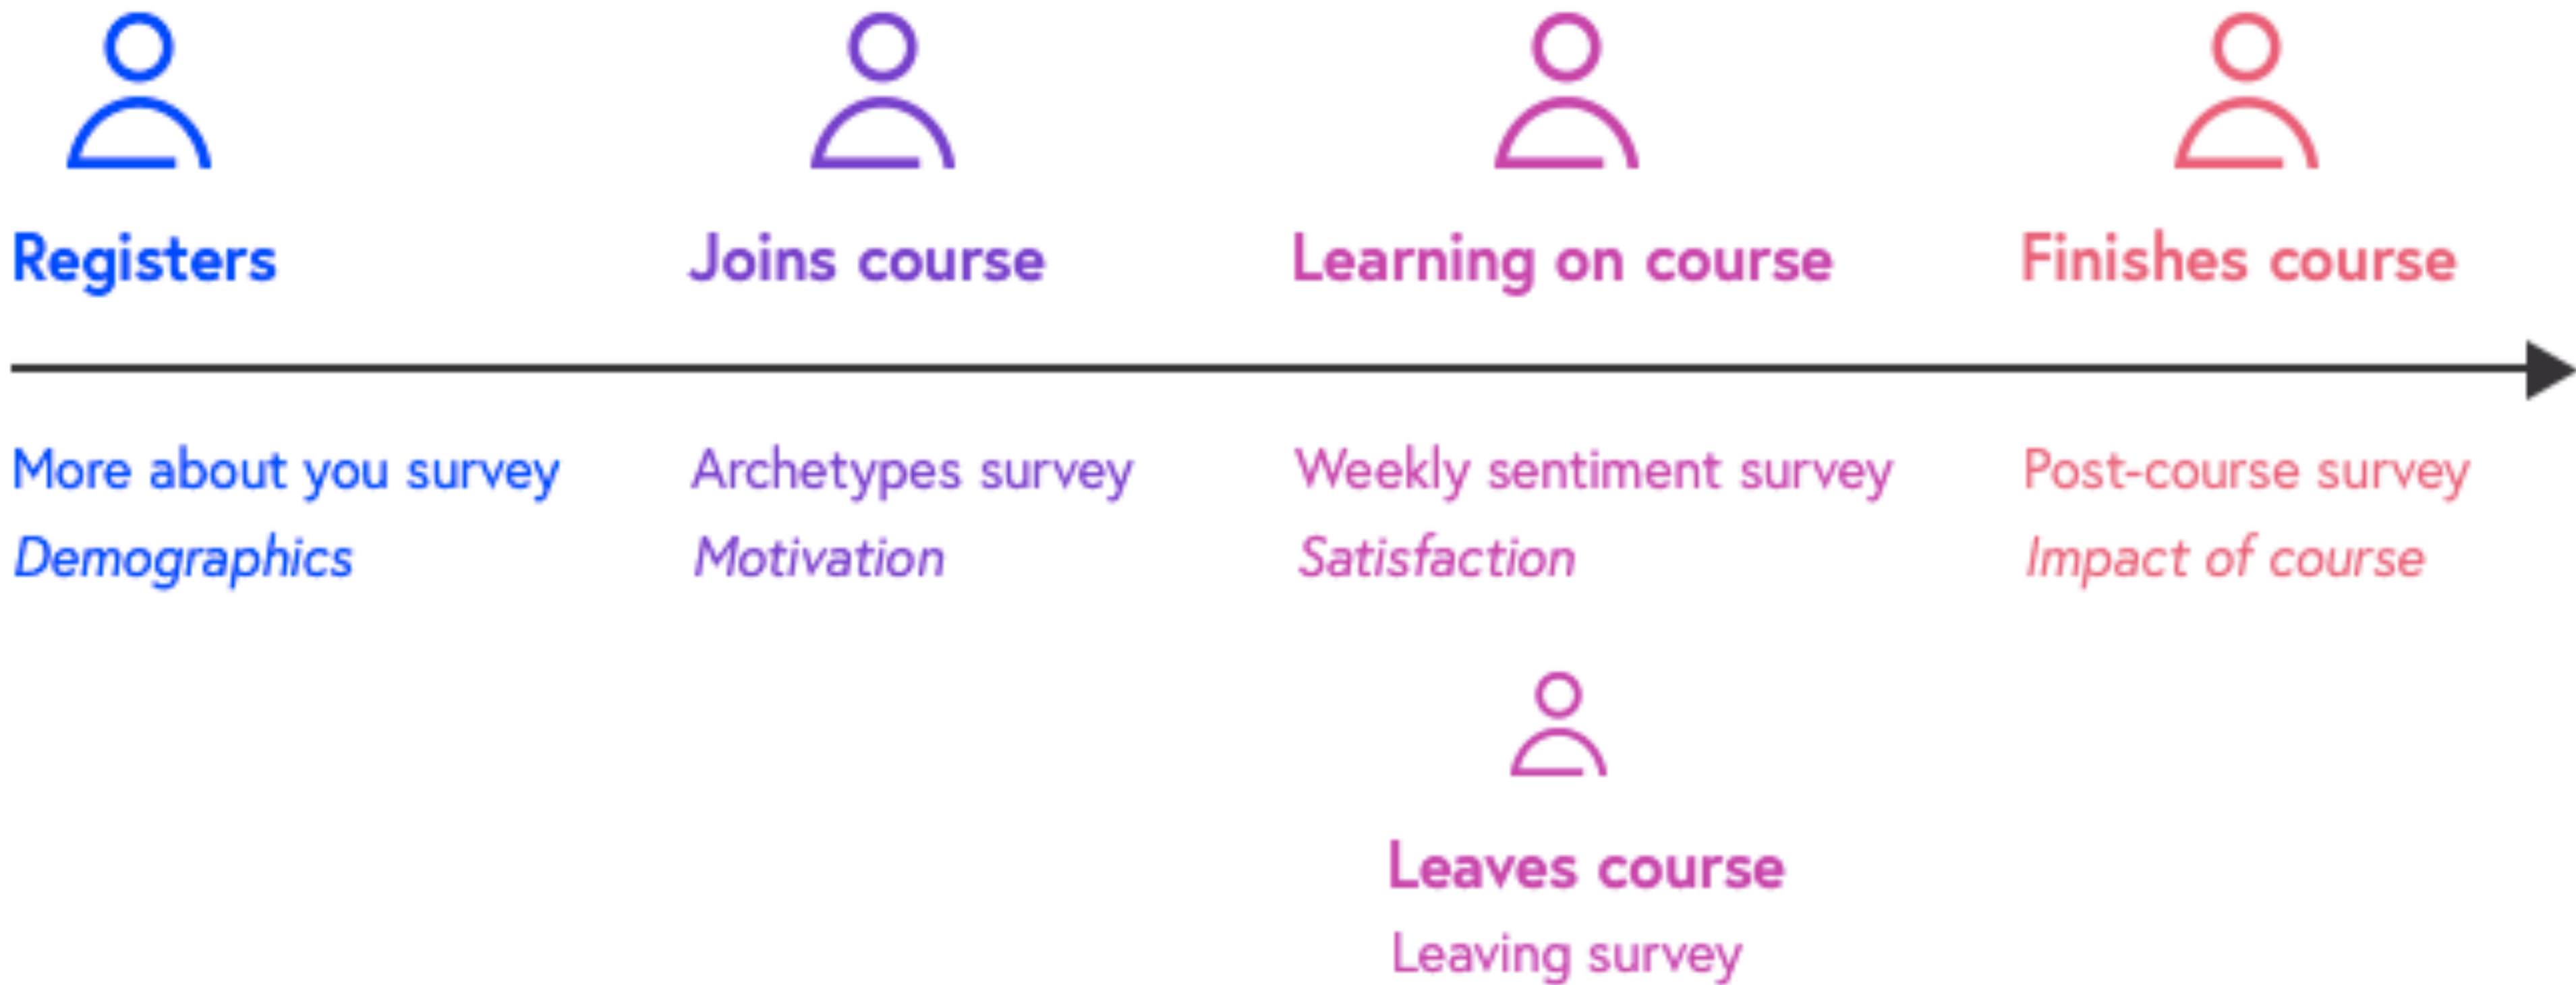 Registers
Joins course
Learning on course
Finishes course
More about you survey
Archetypes survey
Weekly sentiment survey
Post-course survey
Demographics
Motivation
Satisfaction
Impact of course
Leaves course
Leaving survey